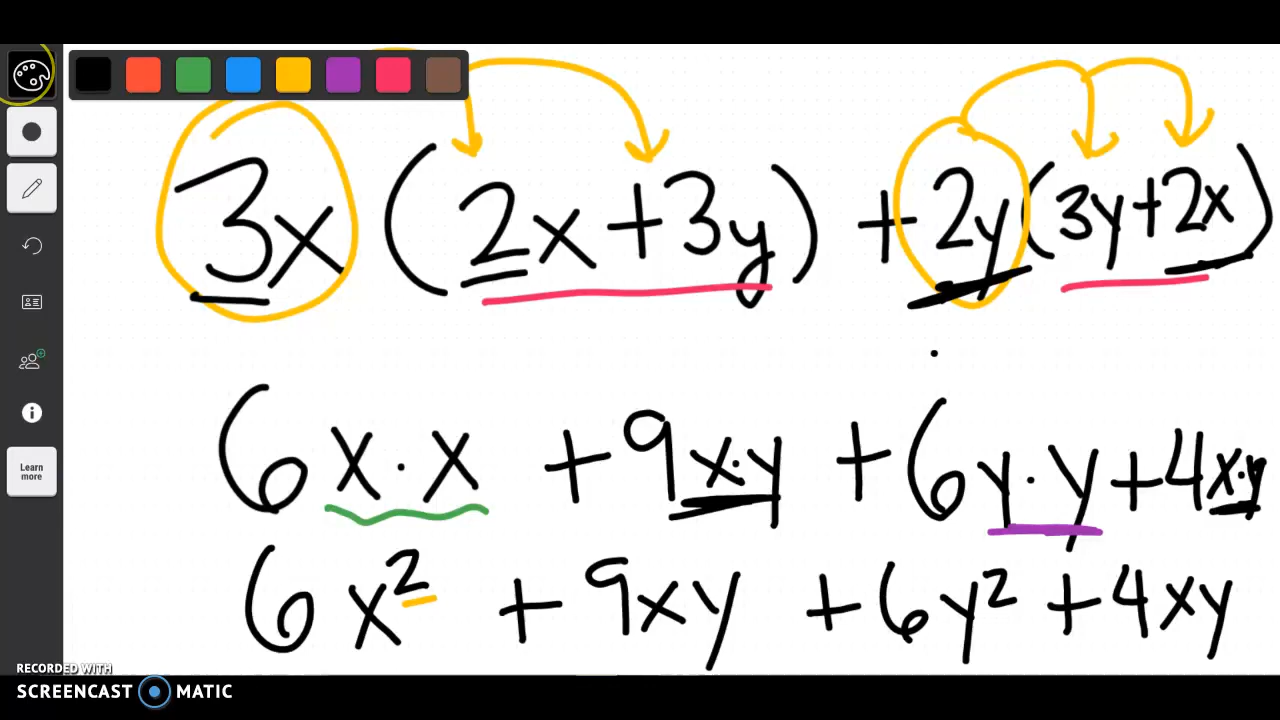 3x (2x+3y) +2y(3y+2x)
6x·x +9x·y +6y·y+4x·y
6x² +9xy +6y²+4xy
Learn
more
RECORDED WITH
SCREENCAST MATIC